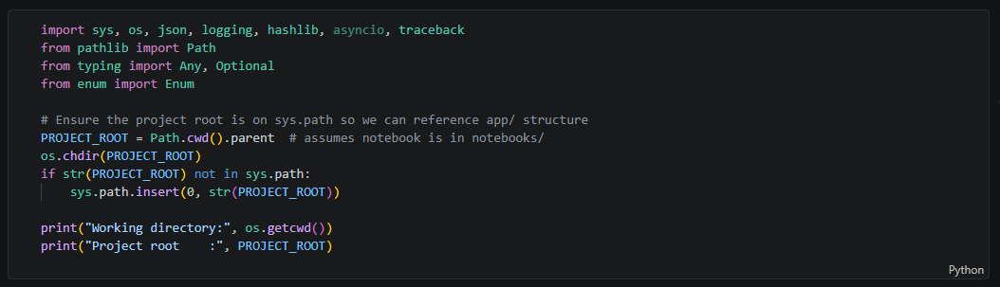 import sys, os, json, logging, hashlib, asyncio, traceback
from pathlib import Path
from typing import Any, Optional
from enum import Enum

# Ensure the project root is on sys.path so we can reference app/ structure
PROJECT_ROOT = Path.cwd().parent  # assumes notebook is in notebooks/
os.chdir(PROJECT_ROOT)
if str(PROJECT_ROOT) not in sys.path:
    sys.path.insert(0, str(PROJECT_ROOT))

print("Working directory:", os.getcwd())
print("Project root    :", PROJECT_ROOT)
Python